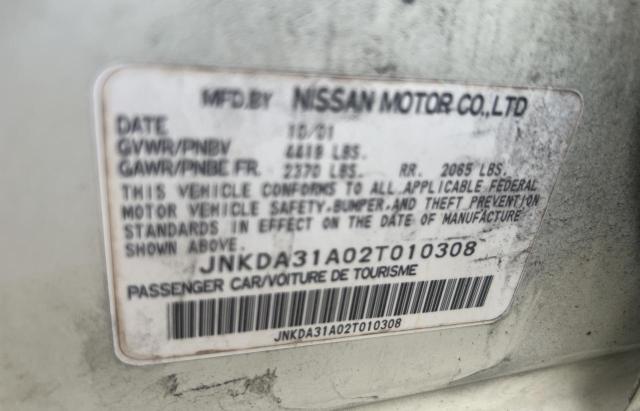 MFD.BY NISSAN MOTOR CO.,LTD
DATE 10/01
GVWR/PNBV 4418 LBS.
GAWR/PNBE FR. 2370 LBS. RR. 2065 LBS.
THIS VEHICLE CONFORMS TO ALL APPLICABLE FEDERAL
MOTOR VEHICLE SAFETY,BUMPER,AND THEFT PREVENTION
STANDARDS IN EFFECT ON THE DATE OF MANUFACTURE
SHOWN ABOVE.
JNKDA31A02T010308
PASSENGER CAR/VOITURE DE TOURISME
JNKDA31A02T010308